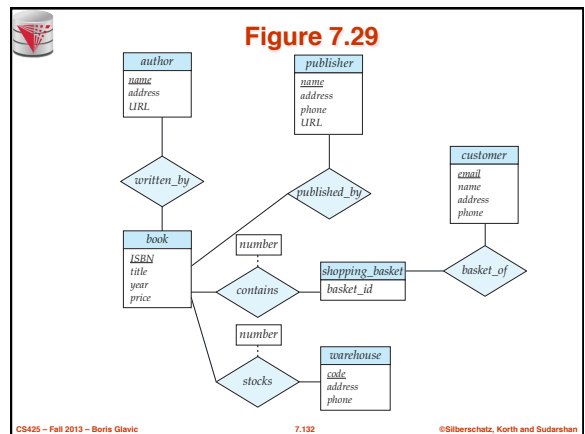 Figure 7.29
author
name
address
URL
publisher
name
address
phone
URL
customer
email
name
address
phone
written_by
published_by
book
ISBN
title
year
price
number
contains
shopping_basket
basket_id
basket_of
number
stocks
warehouse
code
address
phone
CS425 – Fall 2013 – Boris Glavic
7.132
©Silberschatz, Korth and Sudarshan